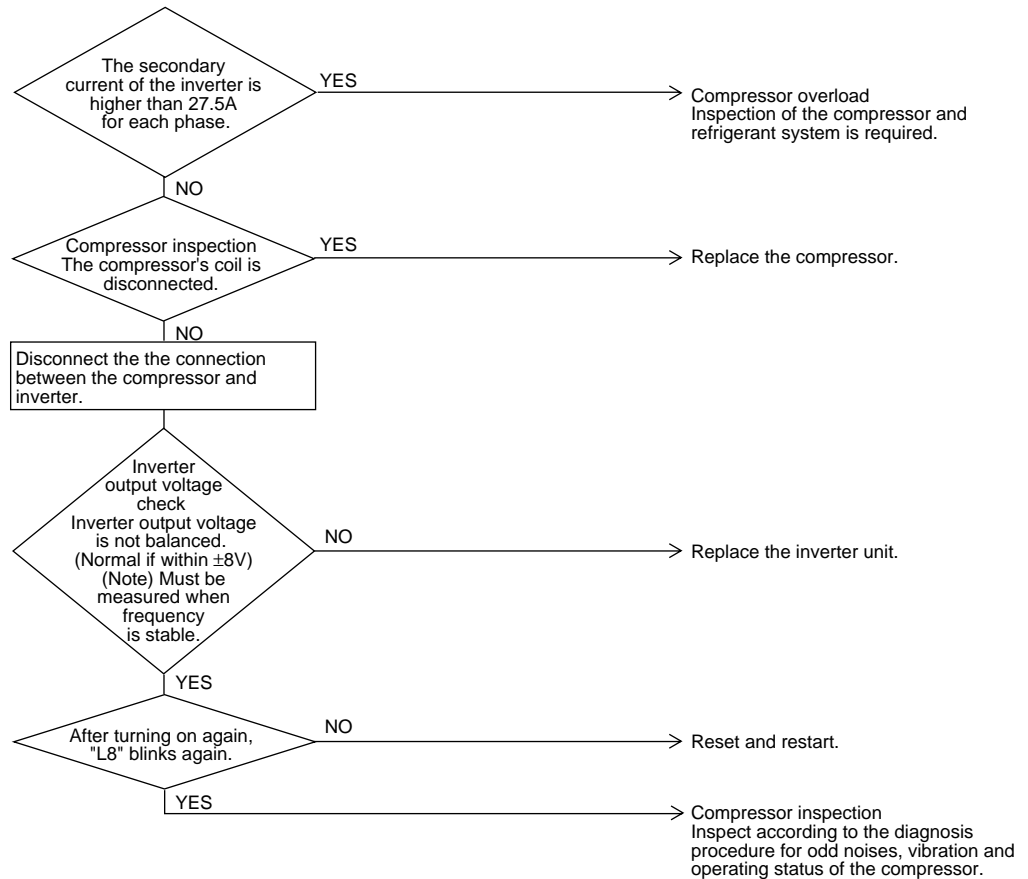 The secondary
current of the inverter is
higher than 27.5A
for each phase.
YES
Compressor overload
Inspection of the compressor and
refrigerant system is required.
NO
Compressor inspection
The compressor's coil is
disconnected.
YES
Replace the compressor.
NO
Disconnect the the connection
between the compressor and
inverter.
Inverter
output voltage
check
Inverter output voltage
is not balanced.
(Normal if within ±8V)
(Note) Must be
measured when
frequency
is stable.
NO
Replace the inverter unit.
YES
After turning on again,
"L8" blinks again.
NO
Reset and restart.
YES
Compressor inspection
Inspect according to the diagnosis
procedure for odd noises, vibration and
operating status of the compressor.